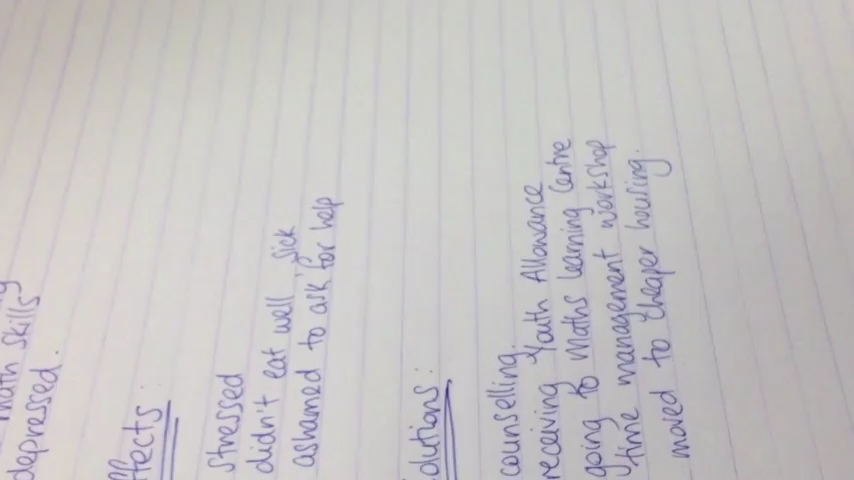 math skills
depressed.
ffects:
stressed
didn't eat well, sick
ashamed to ask for help
olutions:
counselling.
receiving Youth Allowance
going to Maths Learning Centre
time management workshop
moved to cheaper housing.